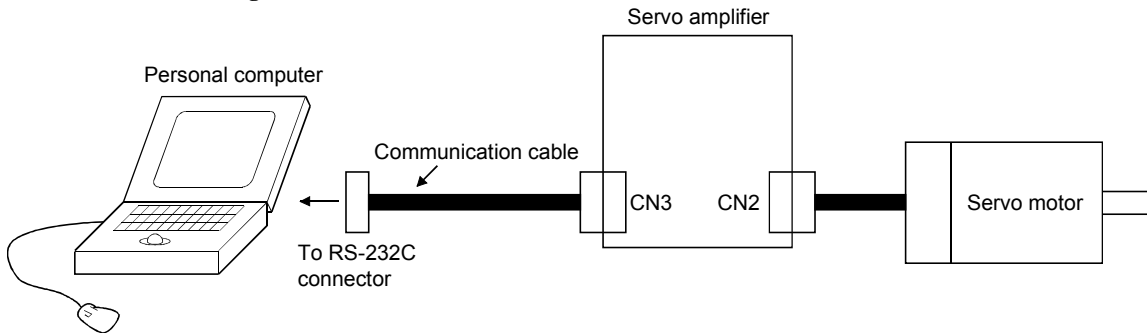 Servo amplifier
Personal computer
Communication cable
CN3
CN2
Servo motor
To RS-232C
connector